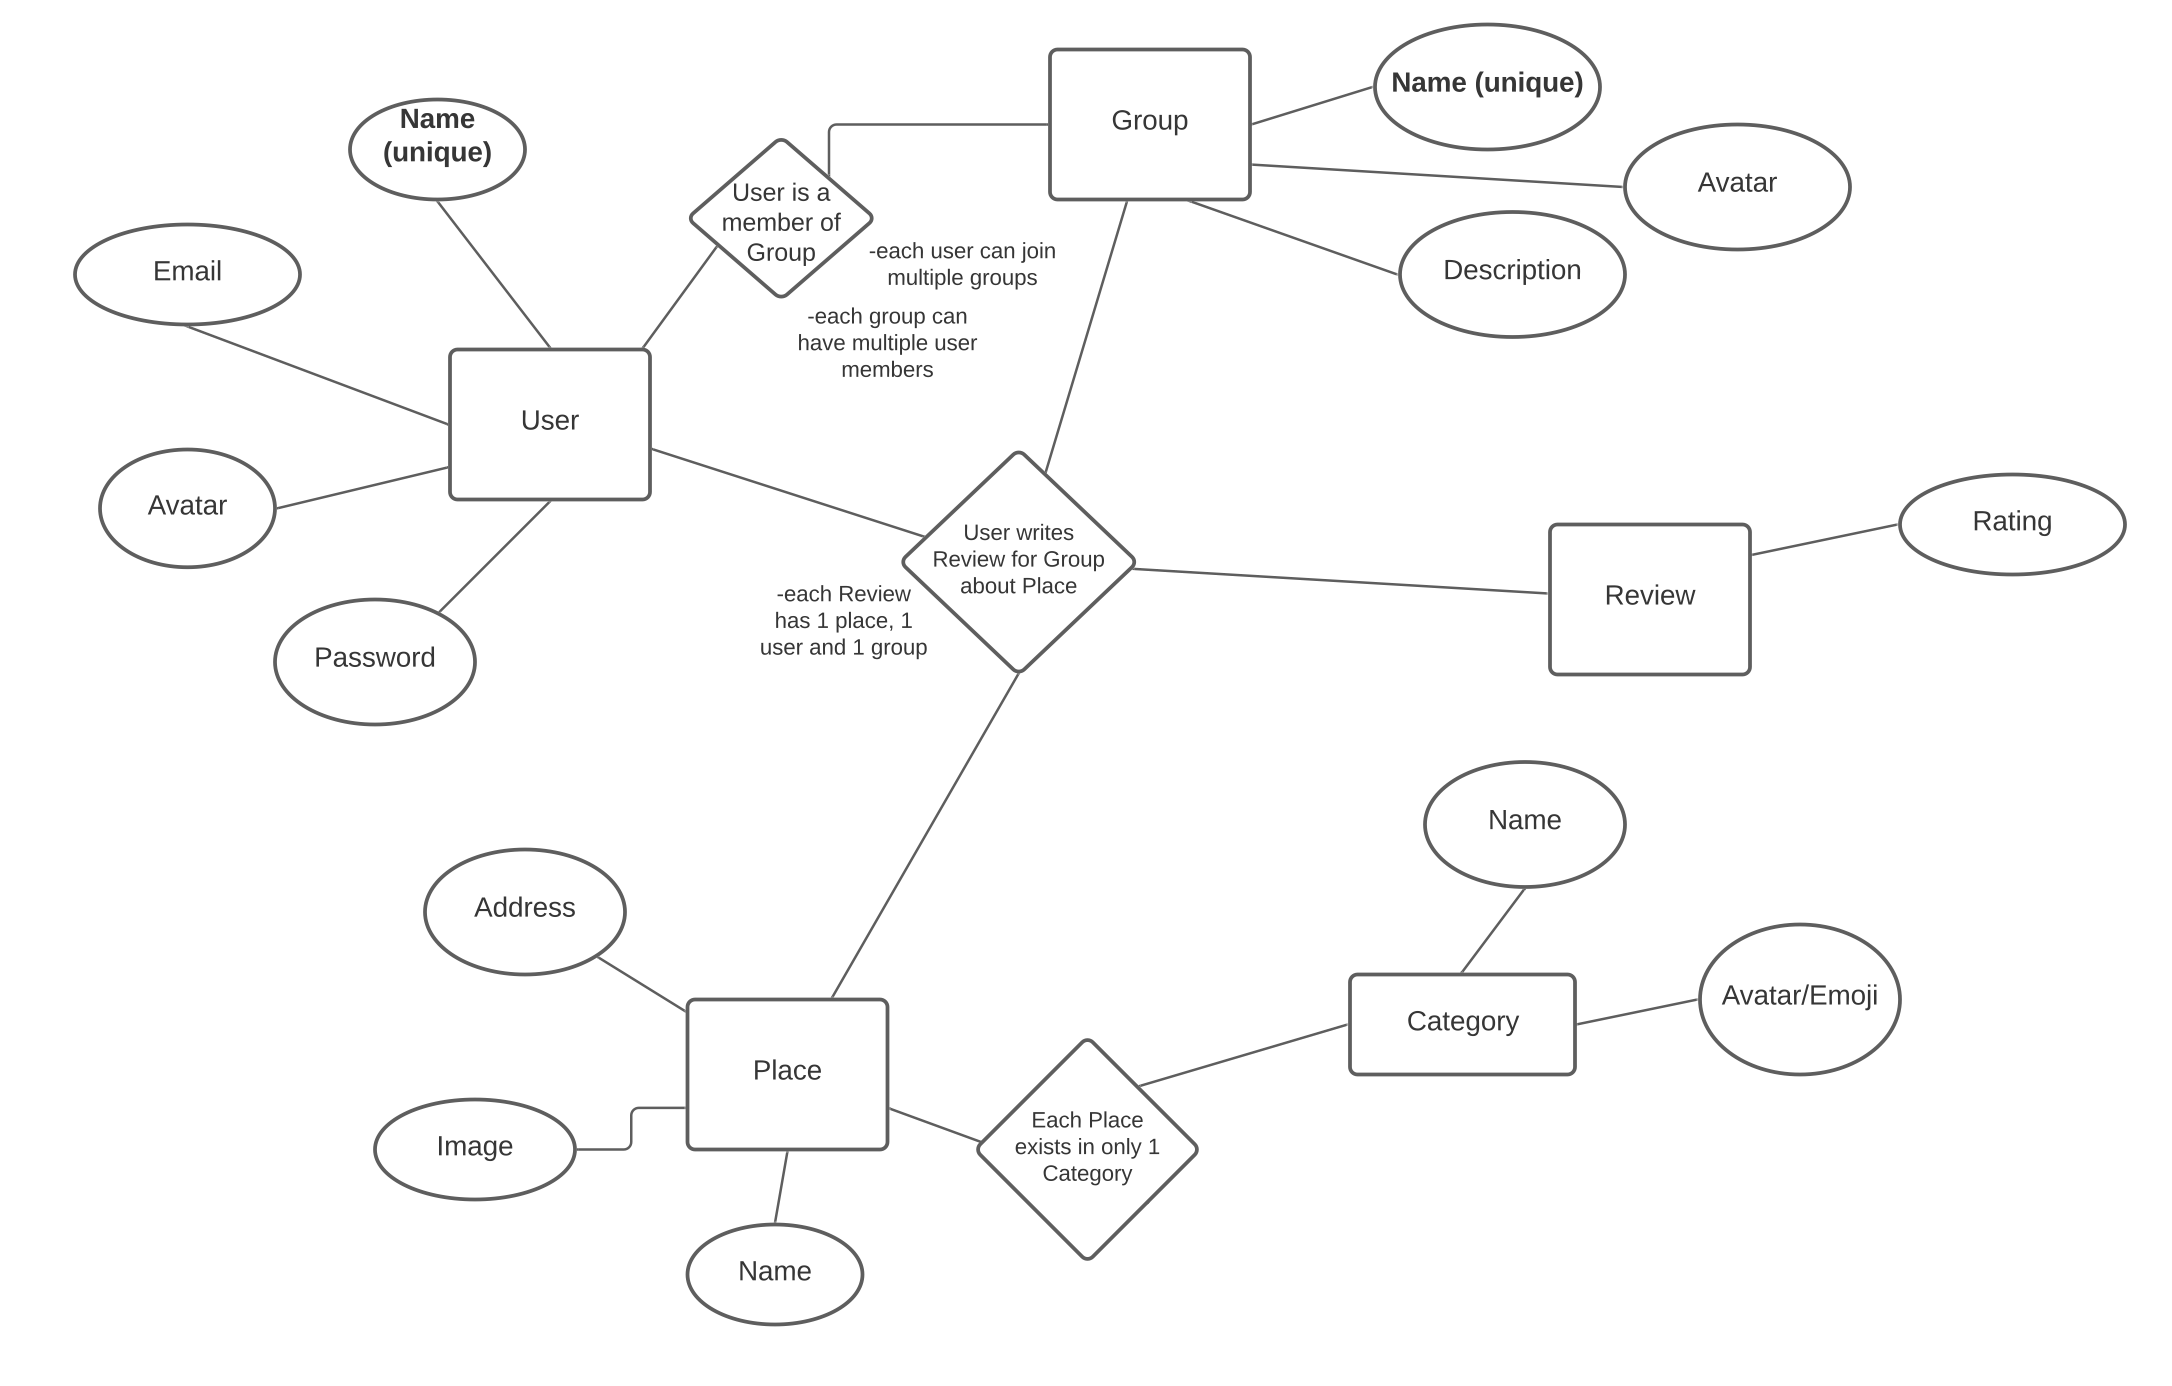 Name (unique)
Group
Avatar
Description
Name
(unique)
Email
User is a
member of
Group
-each user can join
multiple groups
-each group can
have multiple user
members
User
Avatar
Password
User writes
Review for Group
about Place
-each Review
has 1 place, 1
user and 1 group
Rating
Review
Name
Address
Avatar/Emoji
Category
Place
Image
Each Place
exists in only 1
Category
Name